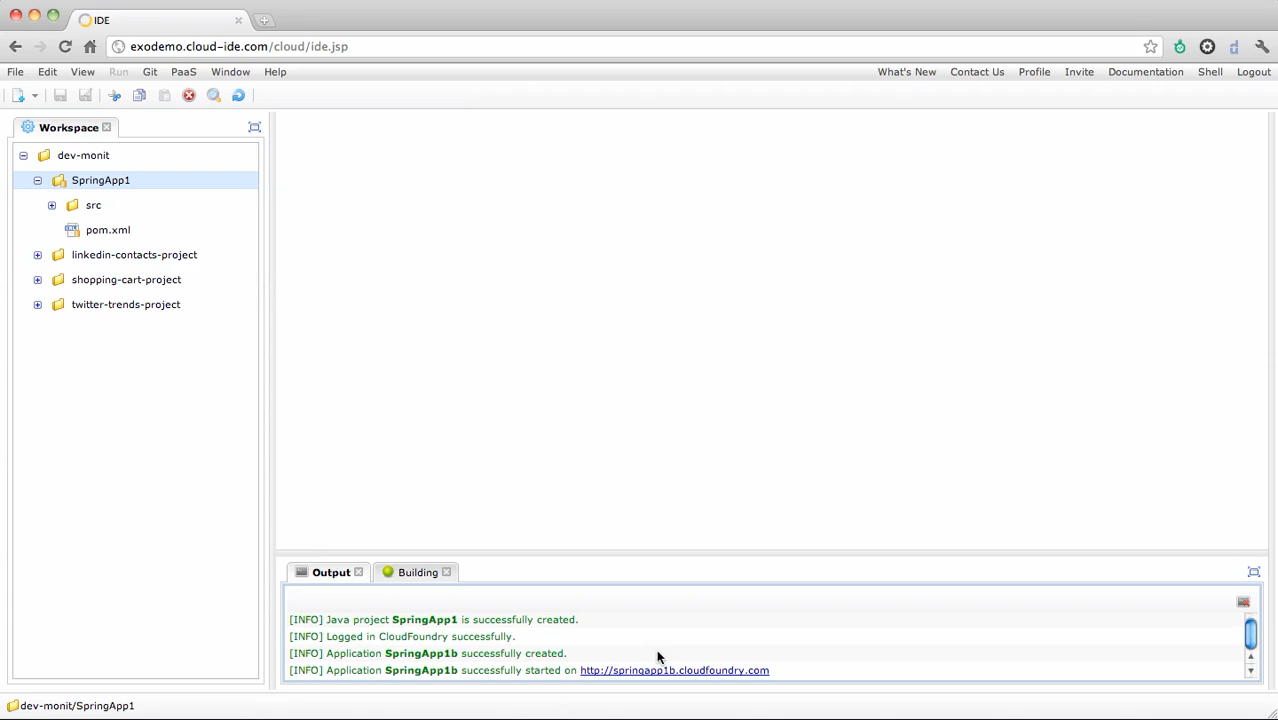 IDE
exodemo.cloud-ide.com/cloud/ide.jsp
File Edit View Run Git PaaS Window Help What's New Contact Us Profile Invite Documentation Shell Logout
Workspace
dev-monit
SpringApp1
src
pom.xml
linkedin-contacts-project
shopping-cart-project
twitter-trends-project
Output Building
[INFO] Java project SpringApp1 is successfully created.
[INFO] Logged in CloudFoundry successfully.
[INFO] Application SpringApp1b successfully created.
[INFO] Application SpringApp1b successfully started on http://springapp1b.cloudfoundry.com
dev-monit/SpringApp1